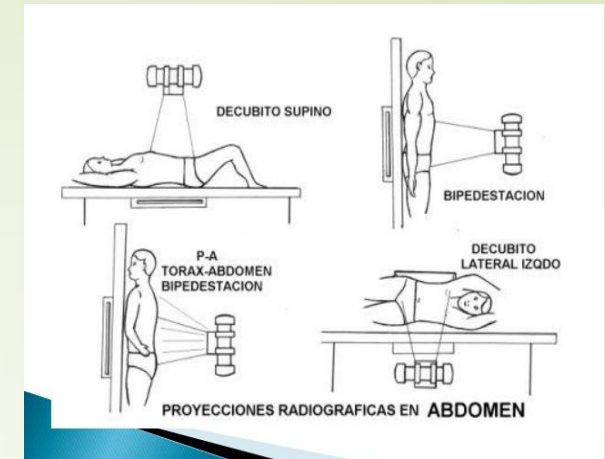 DECUBITO SUPINO
BIPEDESTACION
P-A
TORAX-ABDOMEN
BIPEDESTACION
DECUBITO
LATERAL IZQDO
PROYECCIONES RADIOGRAFICAS EN ABDOMEN